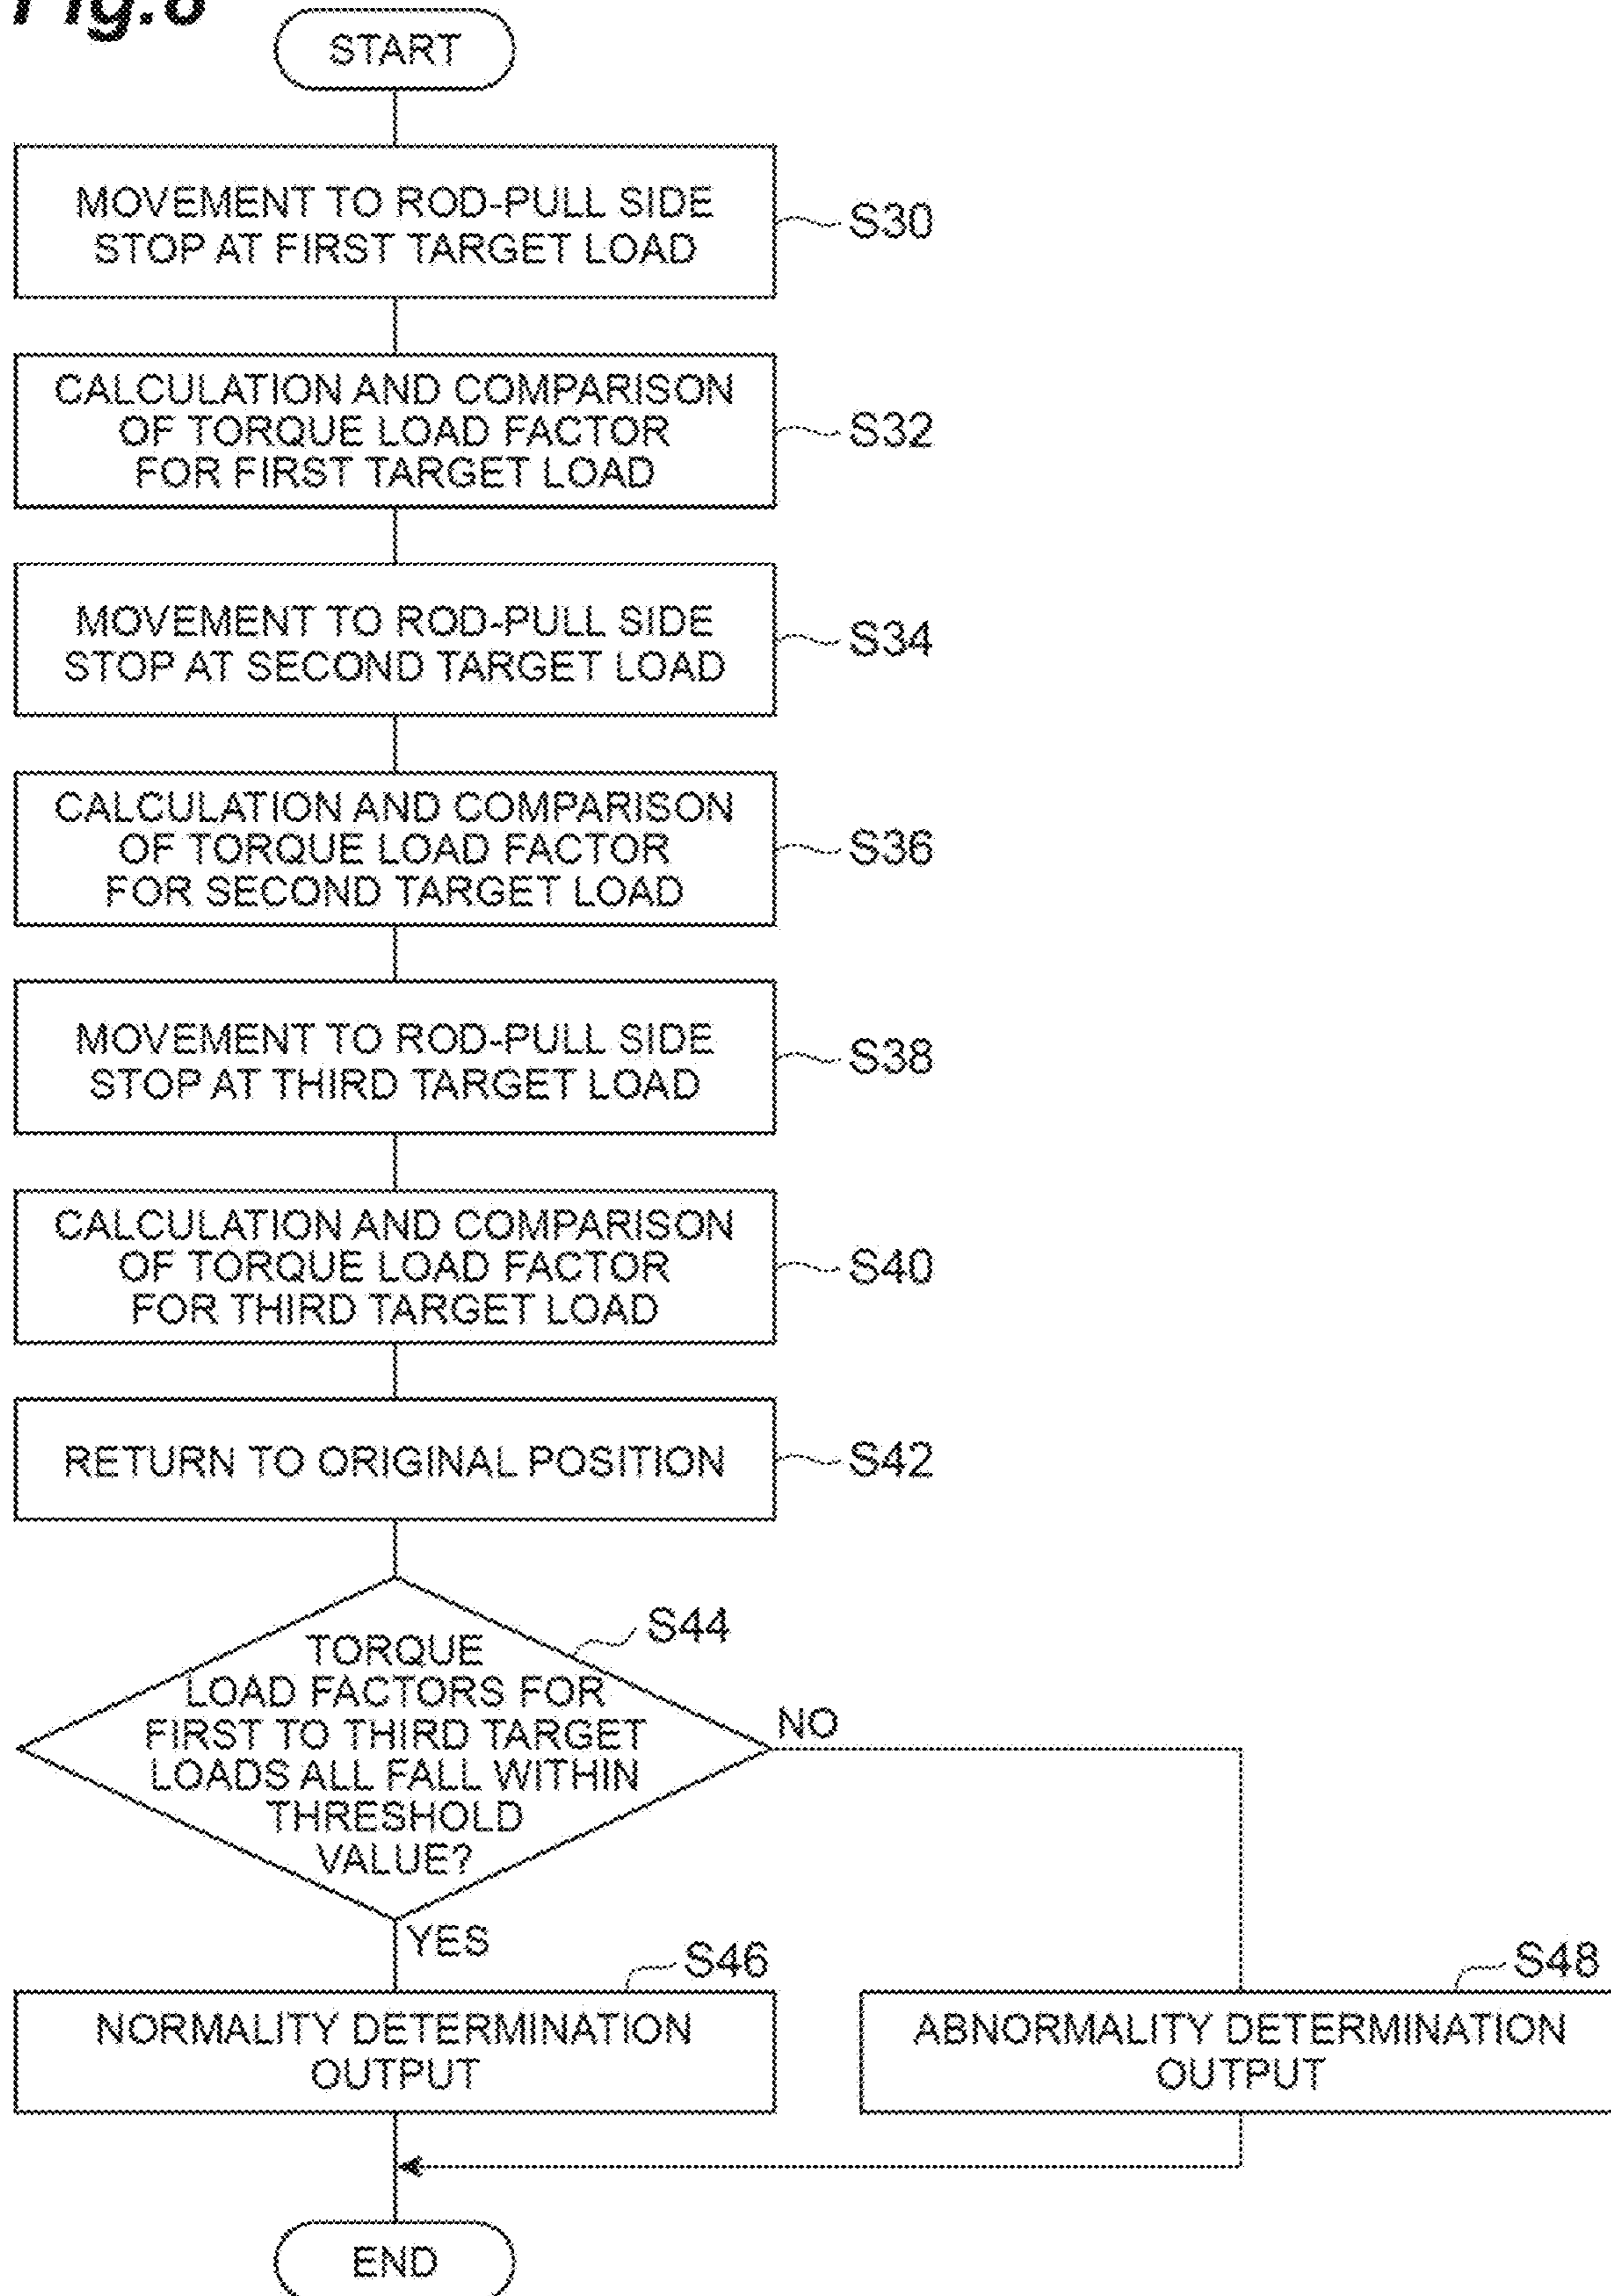 START
MOVEMENT TO ROD-PULL SIDE
STOP AT FIRST TARGET LOAD
S30
CALCULATION AND COMPARISON
OF TORQUE LOAD FACTOR
FOR FIRST TARGET LOAD
S32
MOVEMENT TO ROD-PULL SIDE
STOP AT SECOND TARGET LOAD
S34
CALCULATION AND COMPARISON
OF TORQUE LOAD FACTOR
FOR SECOND TARGET LOAD
S36
MOVEMENT TO ROD-PULL SIDE
STOP AT THIRD TARGET LOAD
S38
CALCULATION AND COMPARISON
OF TORQUE LOAD FACTOR
FOR THIRD TARGET LOAD
S40
RETURN TO ORIGINAL POSITION
S42
S44
TORQUE
LOAD FACTORS FOR
FIRST TO THIRD TARGET
LOADS ALL FALL WITHIN
THRESHOLD
VALUE?
NO
YES
S46
NORMALITY DETERMINATION
OUTPUT
S48
ABNORMALITY DETERMINATION
OUTPUT
END